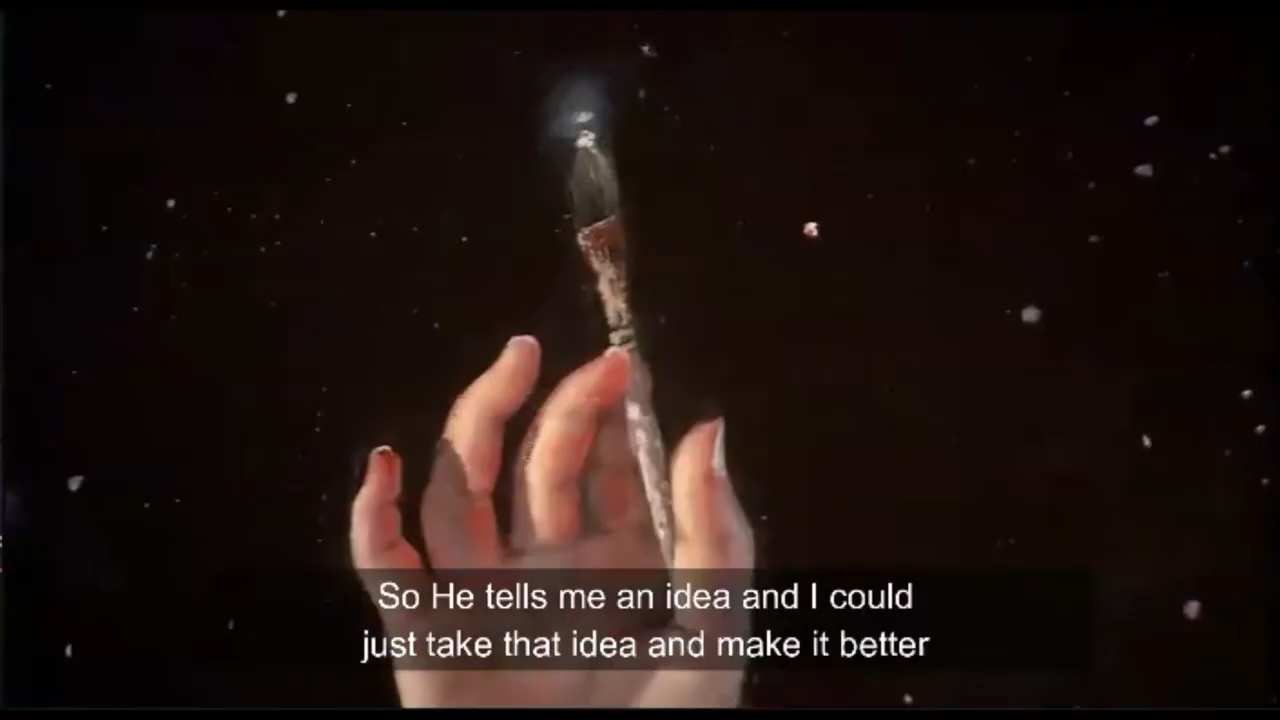 So He tells me an idea and I could
just take that idea and make it better